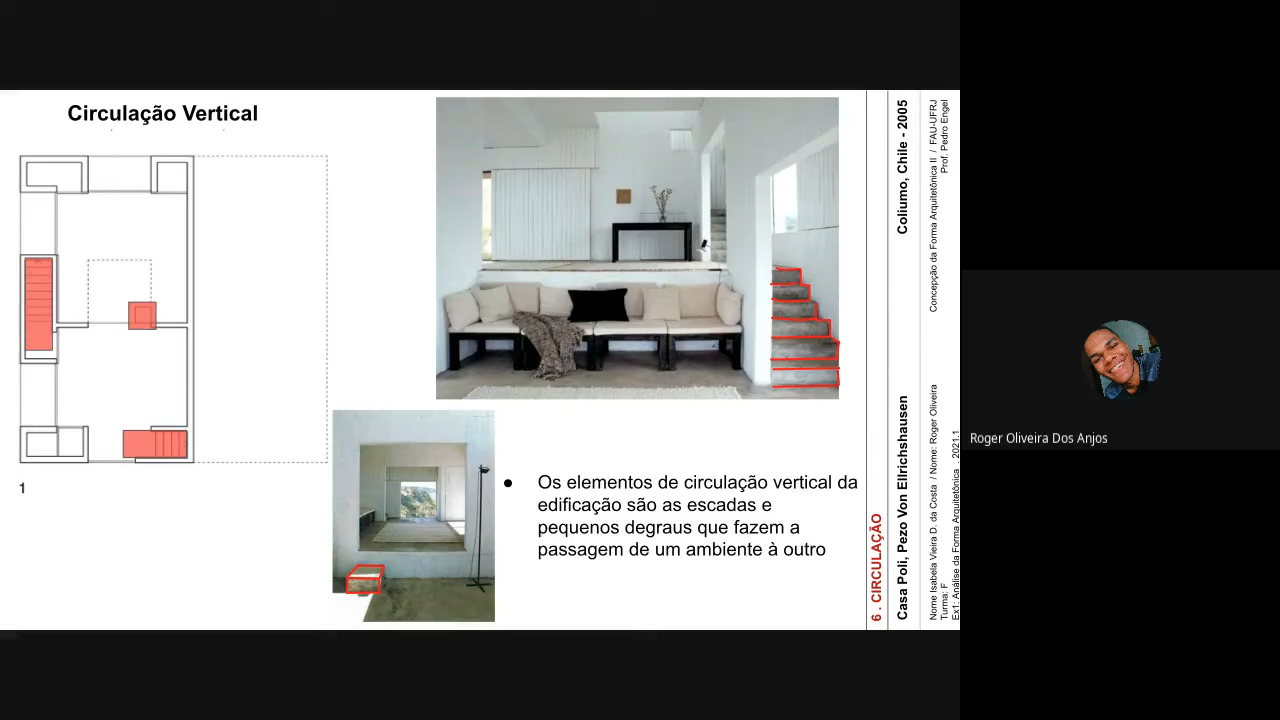 Circulação Vertical
1
● Os elementos de circulação vertical da
edificação são as escadas e
pequenos degraus que fazem a
passagem de um ambiente à outro
6 . CIRCULAÇÃO
Casa Poli, Pezo Von Ellrichshausen
Coliumo, Chile - 2005
Nome Isabela Vieira D. da Costa / Nome: Roger Oliveira
Turma: F
Ex1: Análise da Forma Arquitetônica . 2021.1
Concepção da Forma Arquitetônica II / FAU-UFRJ
Prof. Pedro Engel
Roger Oliveira Dos Anjos